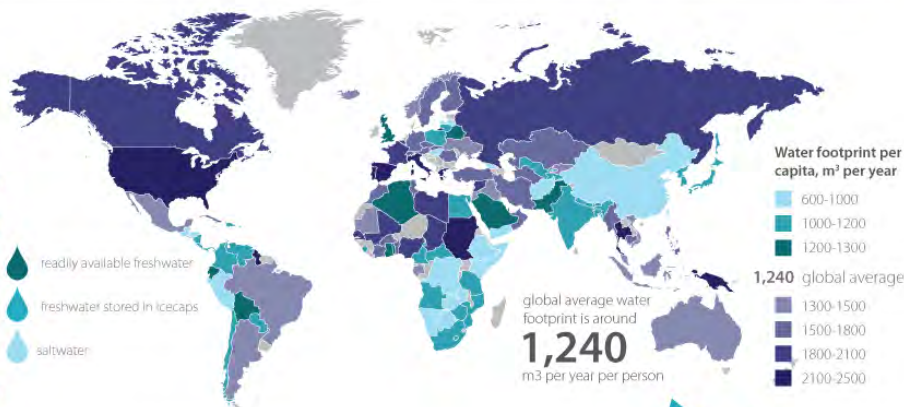 Water footprint per
capita, m³ per year
600-1000
1000-1200
1200-1300
1,240 global average
1300-1500
1500-1800
1800-2100
2100-2500
readily available freshwater
freshwater stored in icecaps
saltwater
global average water
footprint is around
1,240
m3 per year per person